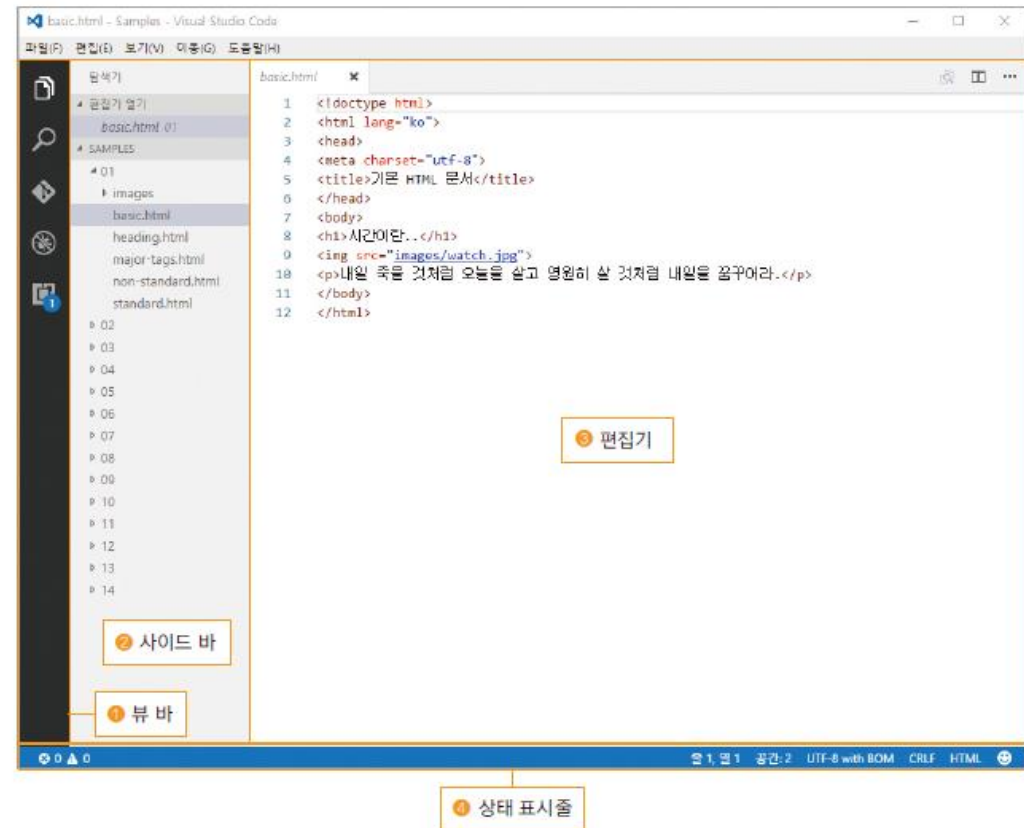 basic.html - Samples - Visual Studio Code
파일(F) 편집(E) 보기(V) 이동(G) 도움말(H)
탐색기
편집기 열기
basic.html 01
SAMPLES
01
images
basic.html
heading.html
major-tags.html
non-standard.html
standard.html
02
03
04
05
06
07
08
09
10
11
12
13
14
② 사이드 바
① 뷰 바
basic.html
1 <!doctype html>
2 <html lang="ko">
3 <head>
4 <meta charset="utf-8">
5 <title>기본 HTML 문서</title>
6 </head>
7 <body>
8 <h1>시간이란..</h1>
9 <img src="images/watch.jpg">
10 <p>내일 죽을 것처럼 오늘을 살고 영원히 살 것처럼 내일을 꿈꾸어라.</p>
11 </body>
12 </html>
③ 편집기
0 0
줄 1, 열 1 공간: 2 UTF-8 with BOM CRLF HTML
④ 상태 표시줄
1